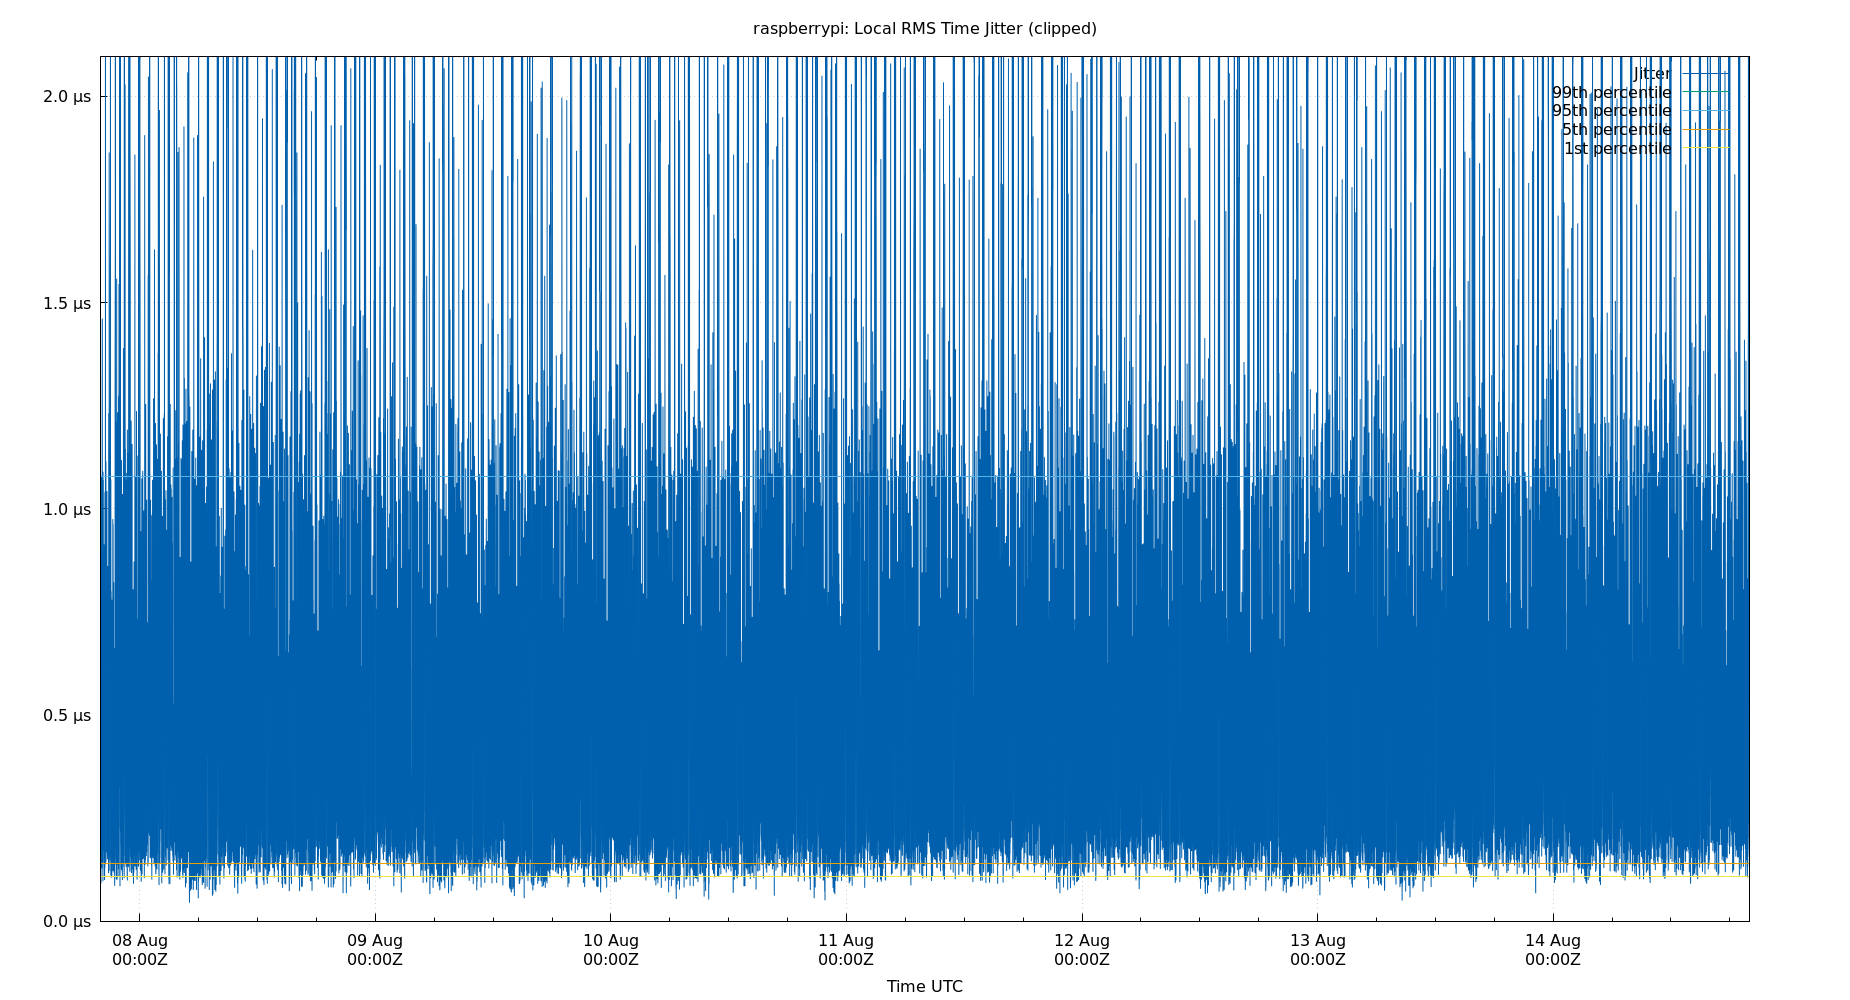 raspberrypi: Local RMS Time Jitter (clipped)
Jitter
99th percentile
95th percentile
5th percentile
1st percentile
2.0 µs
1.5 µs
1.0 µs
0.5 µs
0.0 µs
08 Aug 09 Aug 10 Aug 11 Aug 12 Aug 13 Aug 14 Aug
00:00Z 00:00Z 00:00Z 00:00Z 00:00Z 00:00Z 00:00Z
Time UTC